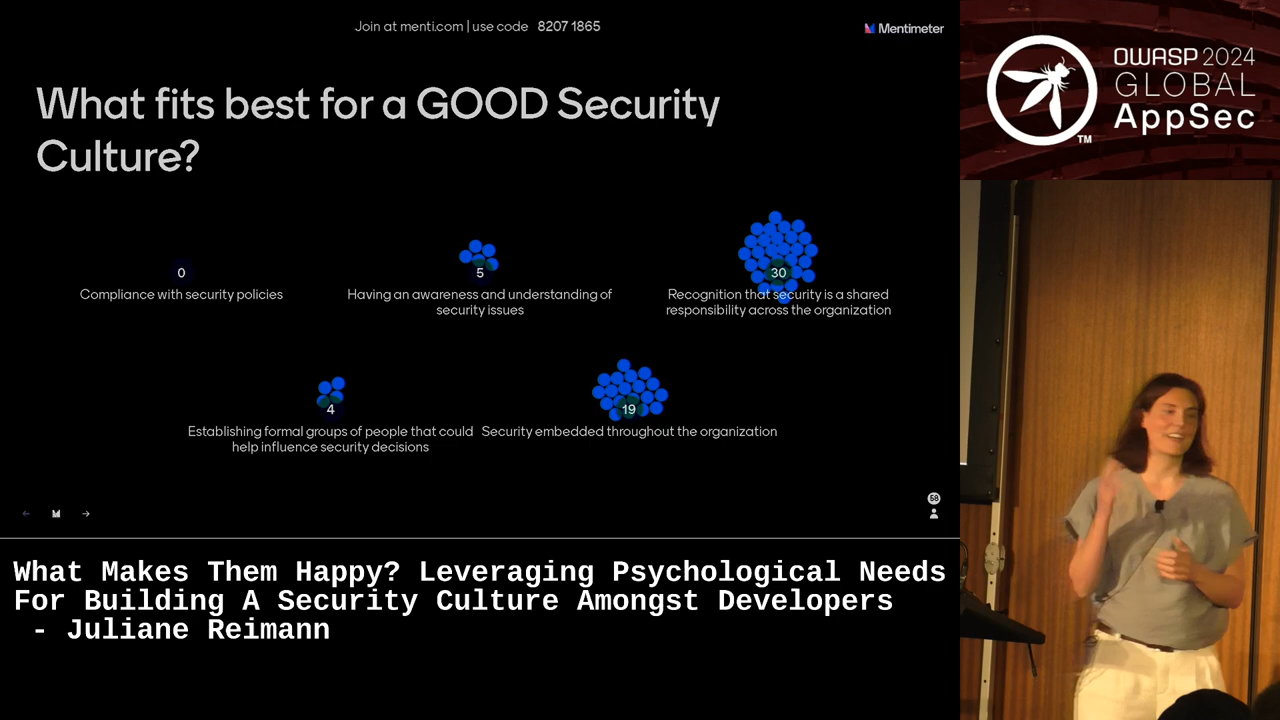 Join at menti.com | use code 8207 1865
Mentimeter
What fits best for a GOOD Security
Culture?
0
Compliance with security policies
5
Having an awareness and understanding of
security issues
30
Recognition that security is a shared
responsibility across the organization
4
Establishing formal groups of people that could
help influence security decisions
19
Security embedded throughout the organization
58
OWASP 2024
GLOBAL
AppSec
TM
What Makes Them Happy? Leveraging Psychological Needs
For Building A Security Culture Amongst Developers
- Juliane Reimann